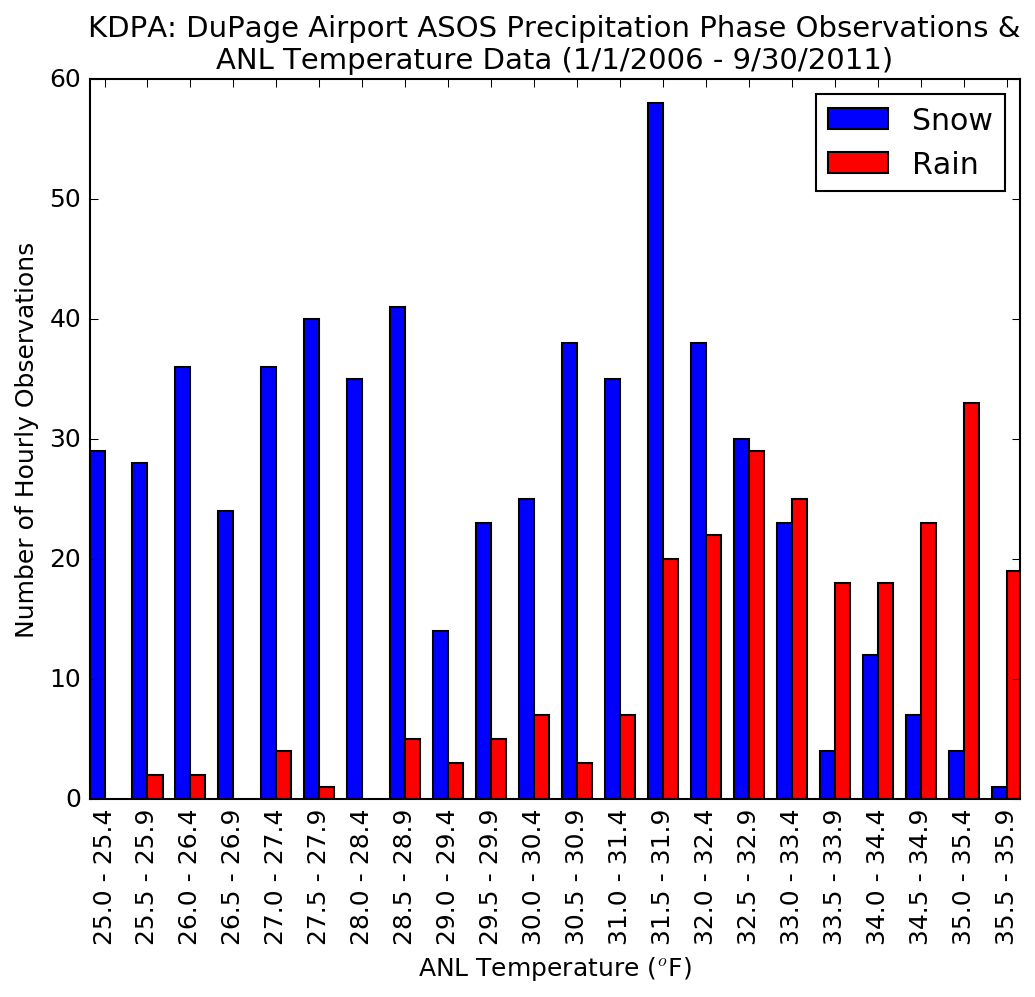 KDPA: DuPage Airport ASOS Precipitation Phase Observations &
ANL Temperature Data (1/1/2006 - 9/30/2011)
60
50
40
30
20
10
0
Number of Hourly Observations
Snow
Rain
25.0 - 25.4
25.5 - 25.9
26.0 - 26.4
26.5 - 26.9
27.0 - 27.4
27.5 - 27.9
28.0 - 28.4
28.5 - 28.9
29.0 - 29.4
29.5 - 29.9
30.0 - 30.4
30.5 - 30.9
31.0 - 31.4
31.5 - 31.9
32.0 - 32.4
32.5 - 32.9
33.0 - 33.4
33.5 - 33.9
34.0 - 34.4
34.5 - 34.9
35.0 - 35.4
35.5 - 35.9
ANL Temperature (°F)